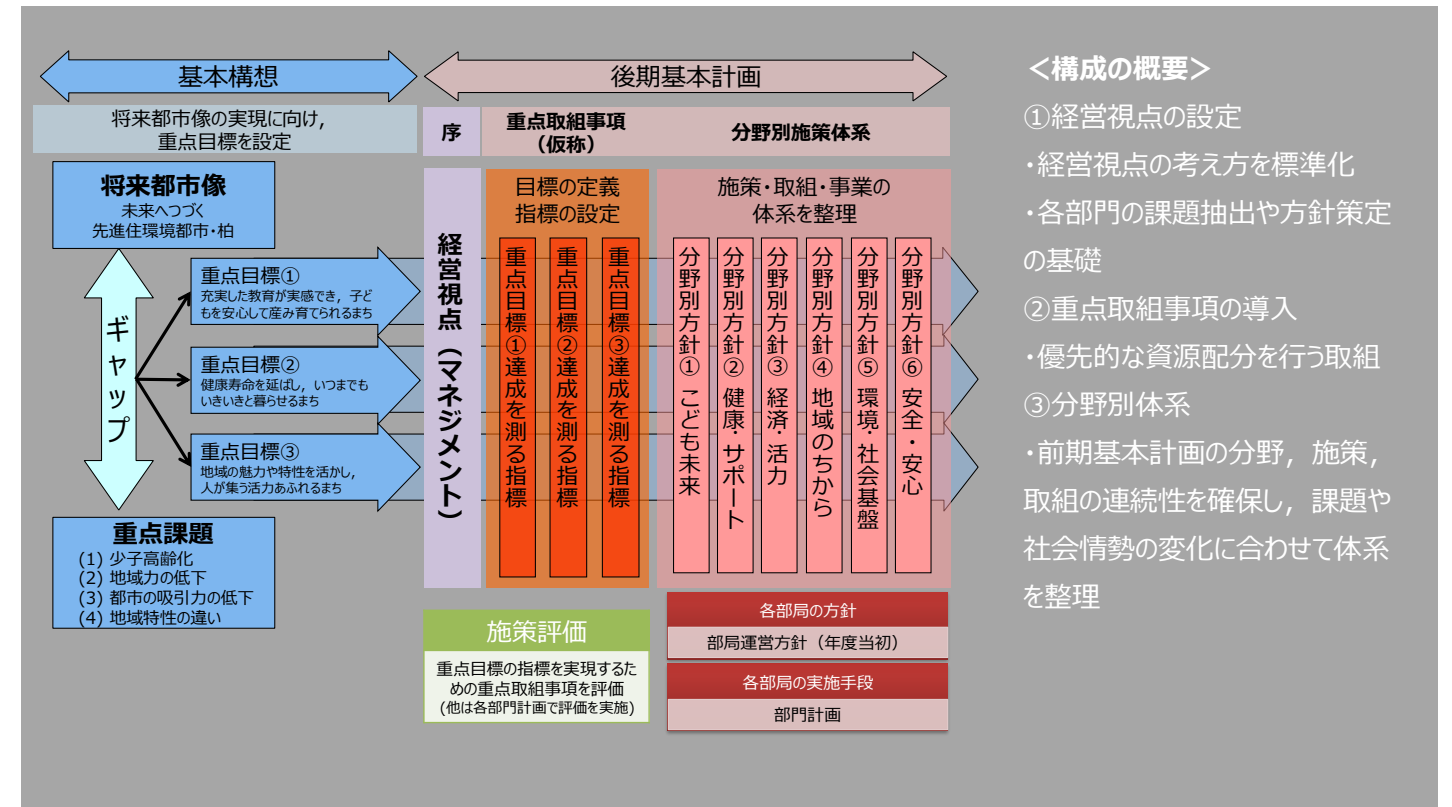 基本構想
将来都市像の実現に向け，
重点目標を設定
将来都市像
未来へつづく
先進住環境都市・柏
ギャップ
重点目標①
充実した教育が実感でき，子ど
もを安心して産み育てられるまち
重点目標②
健康寿命を延ばし，いつまでも
いきいきと暮らせるまち
重点目標③
地域の魅力や特性を活かし，
人が集う活力あふれるまち
重点課題
(1) 少子高齢化
(2) 地域力の低下
(3) 都市の吸引力の低下
(4) 地域特性の違い
後期基本計画
序
重点取組事項
（仮称）
分野別施策体系
経営視点（マネジメント）
目標の定義
指標の設定
重点目標①達成を測る指標
重点目標②達成を測る指標
重点目標③達成を測る指標
施策・取組・事業の
体系を整理
分野別方針① こども未来
分野別方針② 健康・サポート
分野別方針③ 経済・活力
分野別方針④ 地域のちから
分野別方針⑤ 環境・社会基盤
分野別方針⑥ 安全・安心
施策評価
重点目標の指標を実現するた
めの重点取組事項を評価
(他は各部門計画で評価を実施)
各部局の方針
部局運営方針（年度当初）
各部局の実施手段
部門計画
＜構成の概要＞
①経営視点の設定
・経営視点の考え方を標準化
・各部門の課題抽出や方針策定
の基礎
②重点取組事項の導入
・優先的な資源配分を行う取組
③分野別体系
・前期基本計画の分野，施策，
取組の連続性を確保し，課題や
社会情勢の変化に合わせて体系
を整理